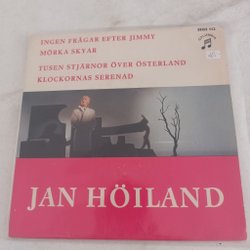 INGEN FRÅGAR EFTER JIMMY
MÖRKA SKYAR
TUSEN STJÄRNOR ÖVER ÖSTERLAND
KLOCKORNAS SERENAD
JAN HÖILAND